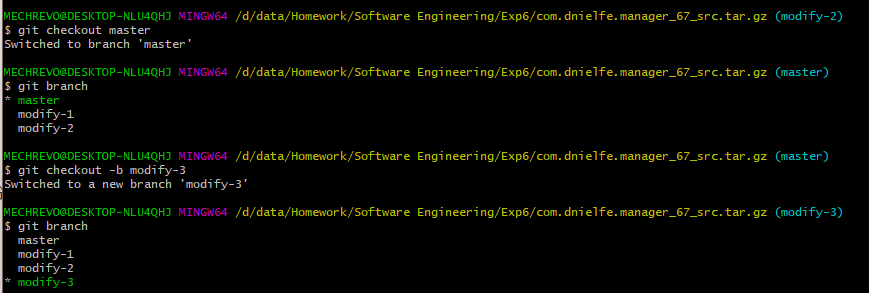 MECHREVO@DESKTOP-NLU4QHJ MINGW64 /d/data/Homework/Software Engineering/Exp6/com.dnielfe.manager_67_src.tar.gz (modify-2)
$ git checkout master
Switched to branch 'master'
MECHREVO@DESKTOP-NLU4QHJ MINGW64 /d/data/Homework/Software Engineering/Exp6/com.dnielfe.manager_67_src.tar.gz (master)
$ git branch
* master
  modify-1
  modify-2
MECHREVO@DESKTOP-NLU4QHJ MINGW64 /d/data/Homework/Software Engineering/Exp6/com.dnielfe.manager_67_src.tar.gz (master)
$ git checkout -b modify-3
Switched to a new branch 'modify-3'
MECHREVO@DESKTOP-NLU4QHJ MINGW64 /d/data/Homework/Software Engineering/Exp6/com.dnielfe.manager_67_src.tar.gz (modify-3)
$ git branch
  master
  modify-1
  modify-2
* modify-3